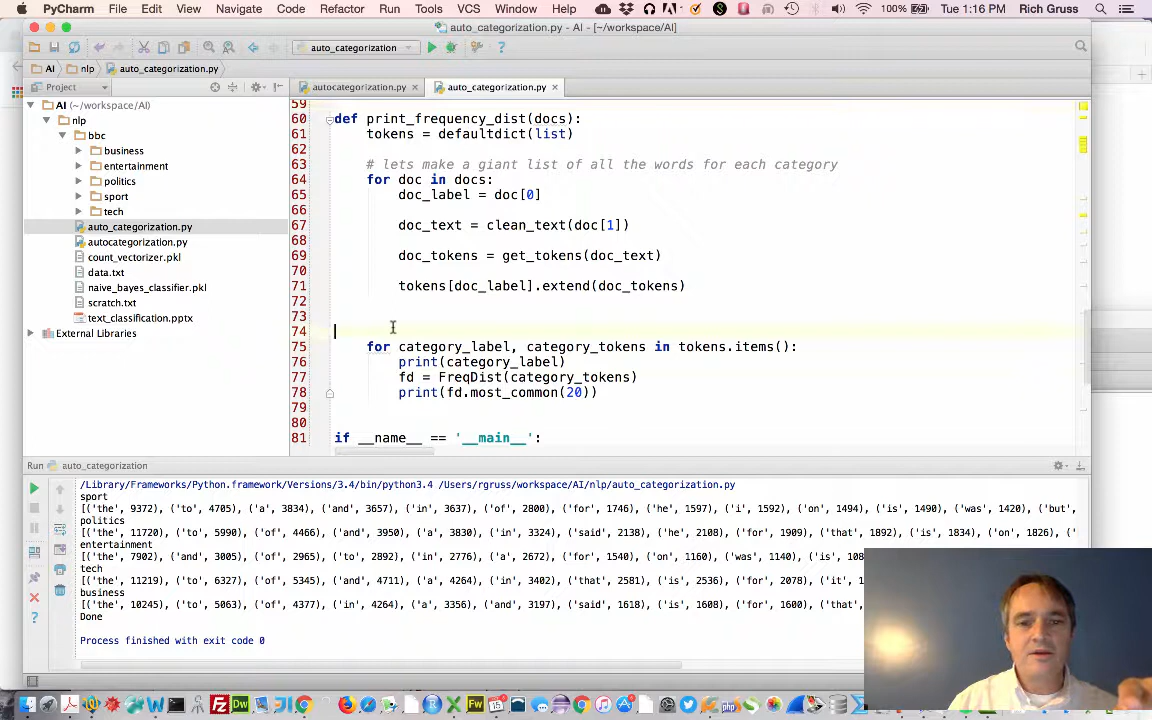 PyCharm File Edit View Navigate Code Refactor Run Tools VCS Window Help 100% Tue 1:16 PM Rich Gruss
auto_categorization.py - AI - [~/workspace/AI]
auto_categorization
AI nlp auto_categorization.py
Project
autocategorization.py
auto_categorization.py
AI (~/workspace/AI)
nlp
bbc
business
entertainment
politics
sport
tech
auto_categorization.py
autocategorization.py
count_vectorizer.pkl
data.txt
naive_bayes_classifier.pkl
scratch.txt
text_classification.pptx
External Libraries
59
60 def print_frequency_dist(docs):
61 tokens = defaultdict(list)
62
63 # lets make a giant list of all the words for each category
64 for doc in docs:
65 doc_label = doc[0]
66
67 doc_text = clean_text(doc[1])
68
69 doc_tokens = get_tokens(doc_text)
70
71 tokens[doc_label].extend(doc_tokens)
72
73
74
75 for category_label, category_tokens in tokens.items():
76 print(category_label)
77 fd = FreqDist(category_tokens)
78 print(fd.most_common(20))
79
80
81 if __name__ == '__main__':
Run auto_categorization
/Library/Frameworks/Python.framework/Versions/3.4/bin/python3.4 /Users/rgruss/workspace/AI/nlp/auto_categorization.py
sport
[('the', 9372), ('to', 4705), ('a', 3834), ('and', 3657), ('in', 3637), ('of', 2800), ('for', 1746), ('he', 1597), ('i', 1592), ('on', 1494), ('is', 1490), ('was', 1420), ('but',
politics
[('the', 11720), ('to', 5990), ('of', 4466), ('and', 3950), ('a', 3830), ('in', 3324), ('said', 2138), ('he', 2108), ('for', 1909), ('that', 1892), ('is', 1834), ('on', 1826), ('w
entertainment
[('the', 7902), ('and', 3005), ('of', 2965), ('to', 2892), ('in', 2776), ('a', 2672), ('for', 1540), ('on', 1160), ('was', 1140), ('is', 108
tech
[('the', 11219), ('to', 6327), ('of', 5345), ('and', 4711), ('a', 4264), ('in', 3402), ('that', 2581), ('is', 2536), ('for', 2078), ('it', 1
business
[('the', 10245), ('to', 5063), ('of', 4377), ('in', 4264), ('a', 3356), ('and', 3197), ('said', 1618), ('is', 1608), ('for', 1600), ('that',
Done
Process finished with exit code 0